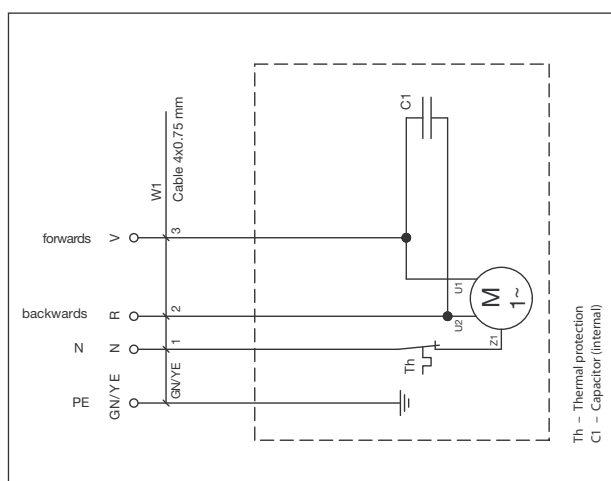 W1
Cable 4x0.75 mm
C1
forwards
V
3
backwards
R
2
N
N
1
PE
GN/YE
GN/YE
Th
U1
U2
Z1
M
1~
Th – Thermal protection
C1 – Capacitor (internal)